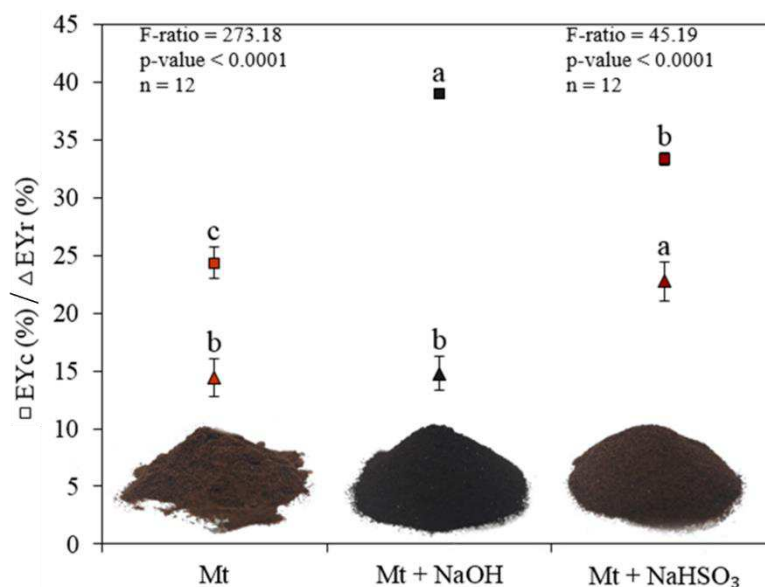 F-ratio = 273.18
p-value < 0.0001
n = 12
F-ratio = 45.19
p-value < 0.0001
n = 12
□ EYc (%) / Δ EYr (%)
45
40
35
30
25
20
15
10
5
0
c
b
a
b
b
a
Mt
Mt + NaOH
Mt + NaHSO₃